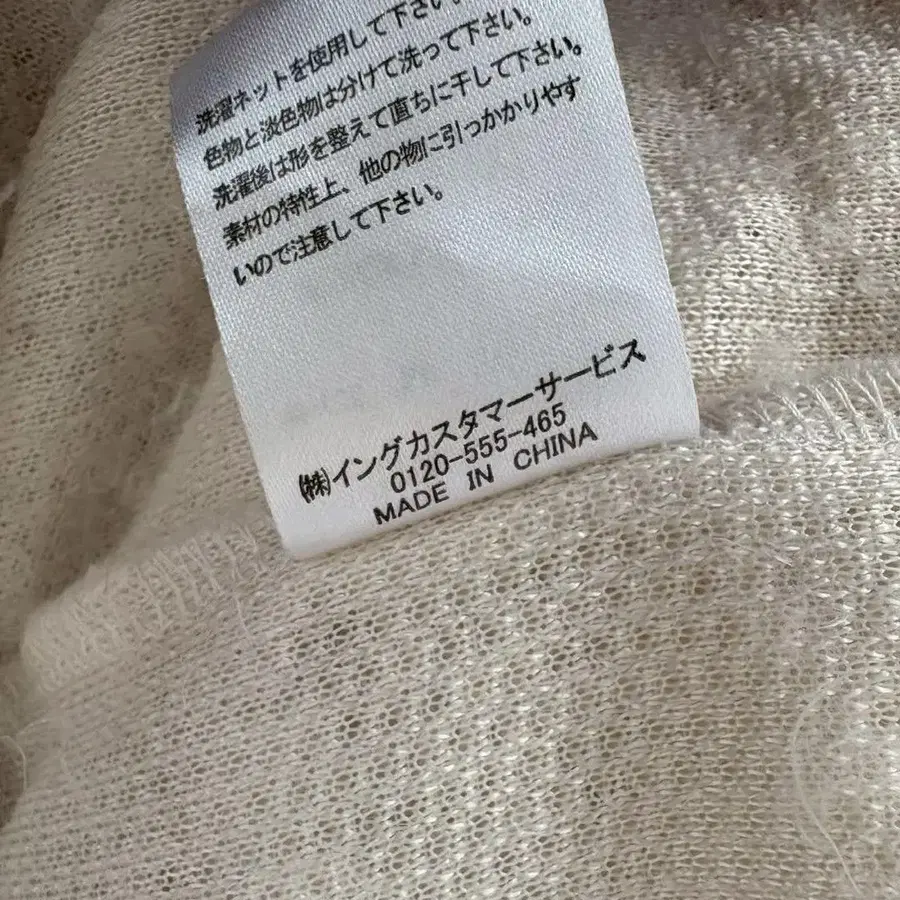 洗濯ネットを使用して下さい。
色物と淡色物は分けて洗って下さい。
洗濯後は形を整えて直ちに干して下さい。
素材の特性上、他の物に引っかかりやす
いので注意して下さい。
㈱イングカスタマーサービス
0120-555-465
MADE IN CHINA